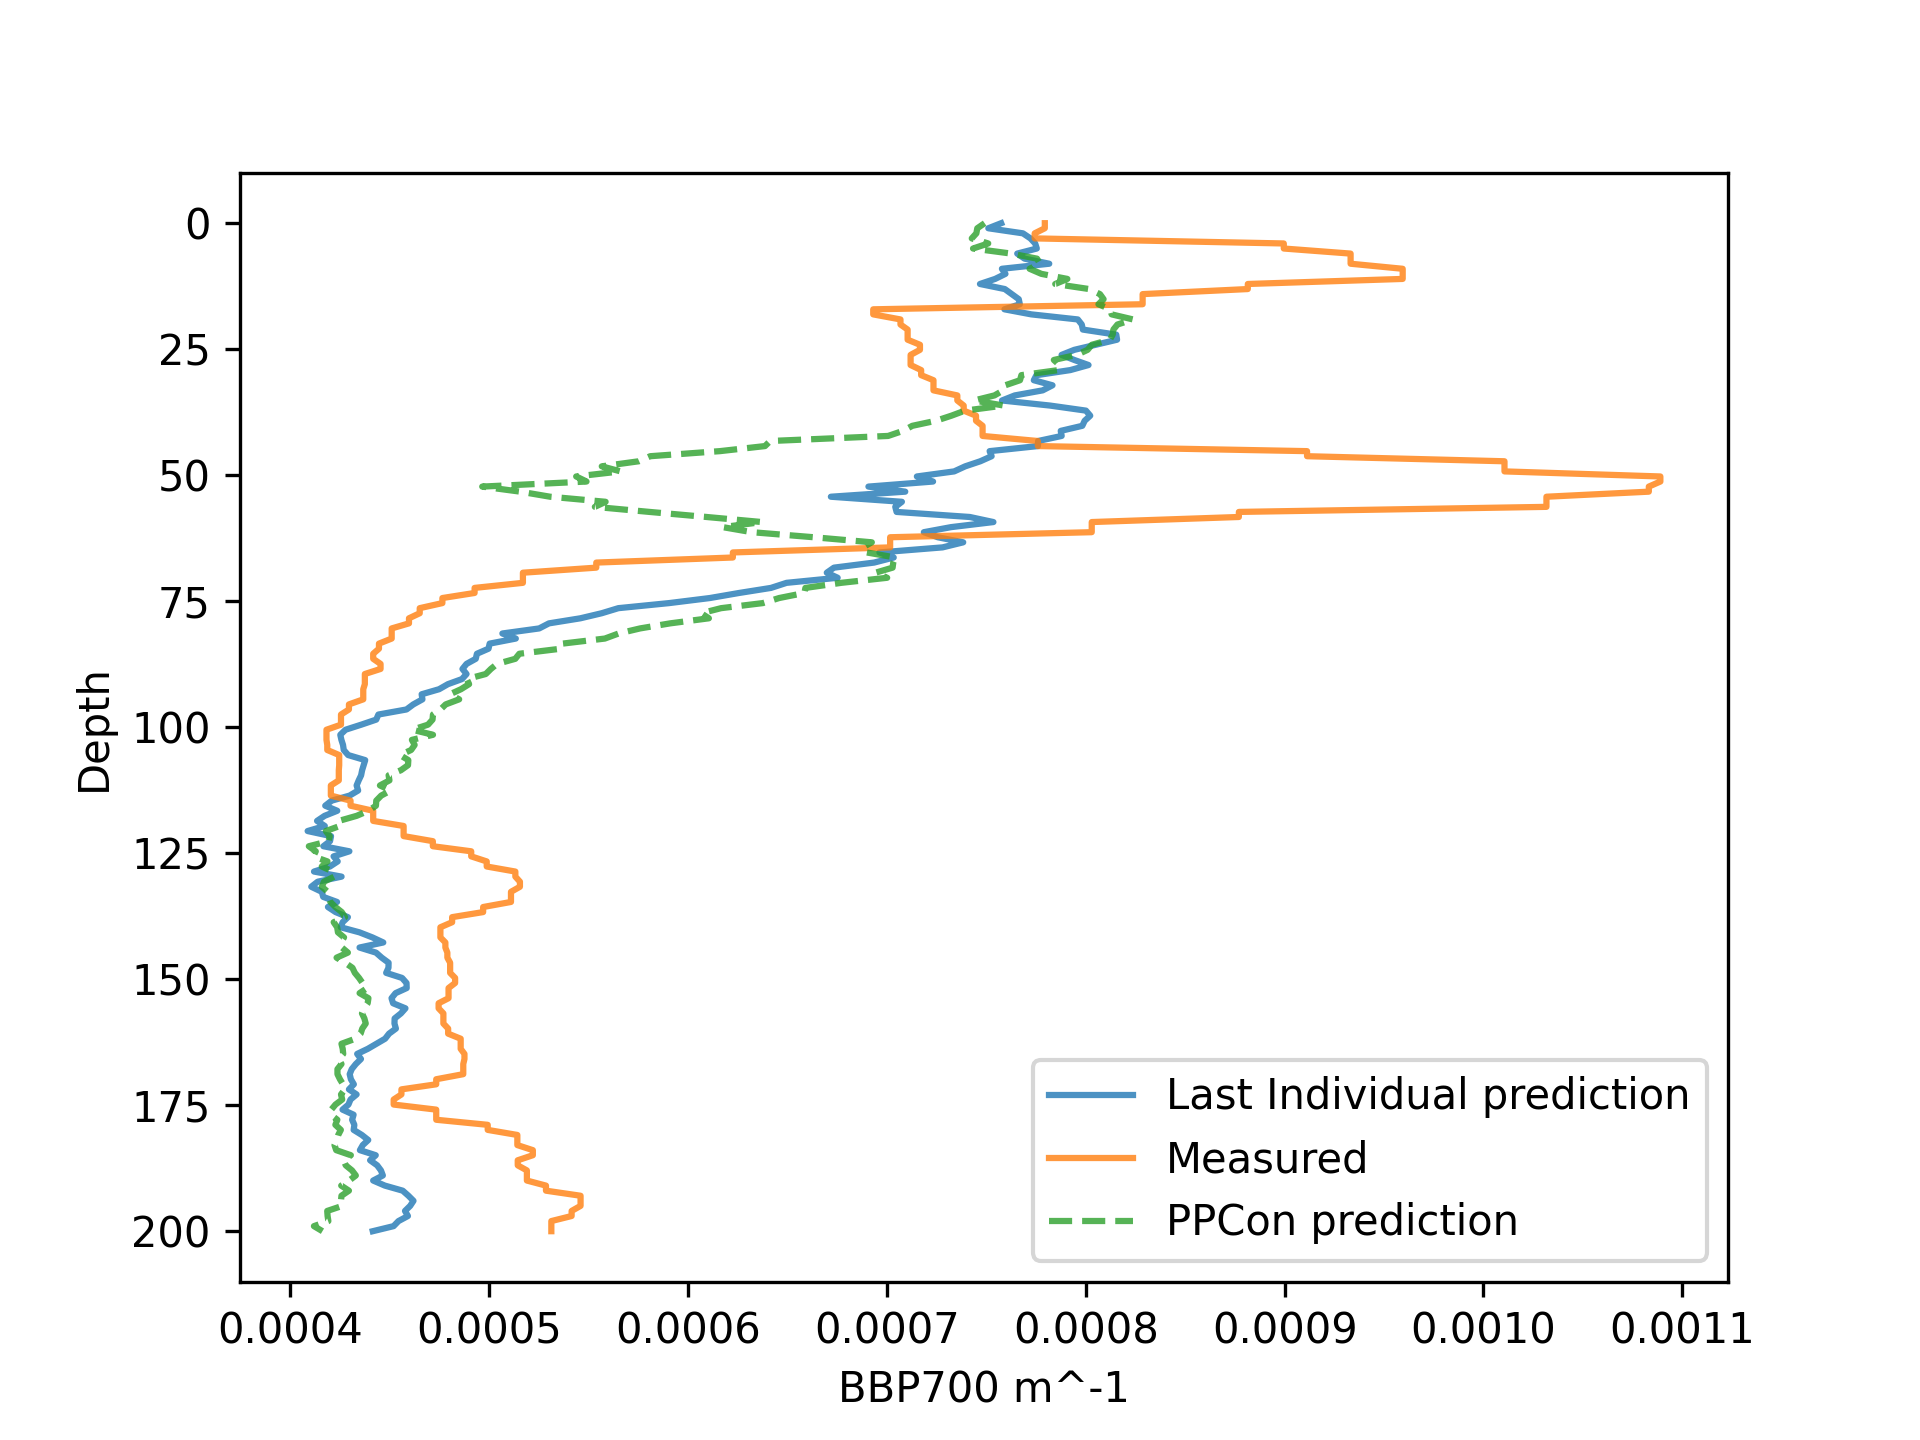 0
25
50
75
100
125
150
175
200
Depth
0.0004 0.0005 0.0006 0.0007 0.0008 0.0009 0.0010 0.0011
BBP700 m^-1
Last Individual prediction
Measured
PPCon prediction